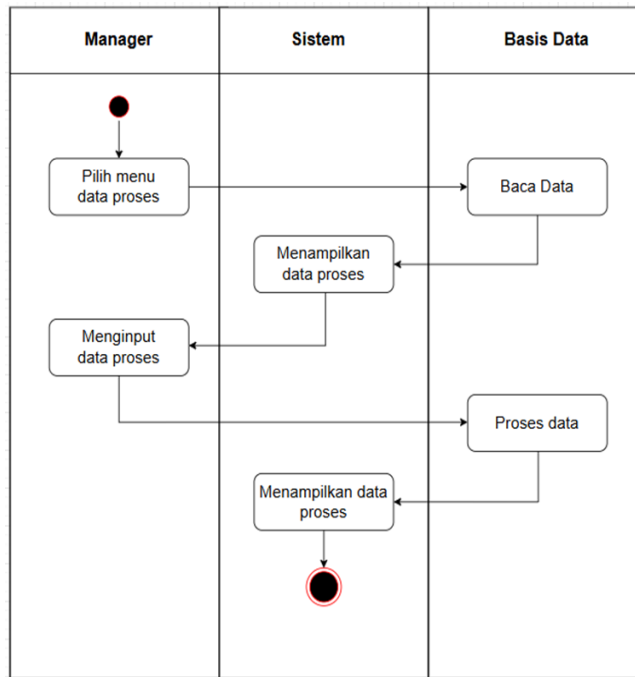 Manager
Sistem
Basis Data
Pilih menu
data proses
Baca Data
Menampilkan
data proses
Menginput
data proses
Proses data
Menampilkan data
proses